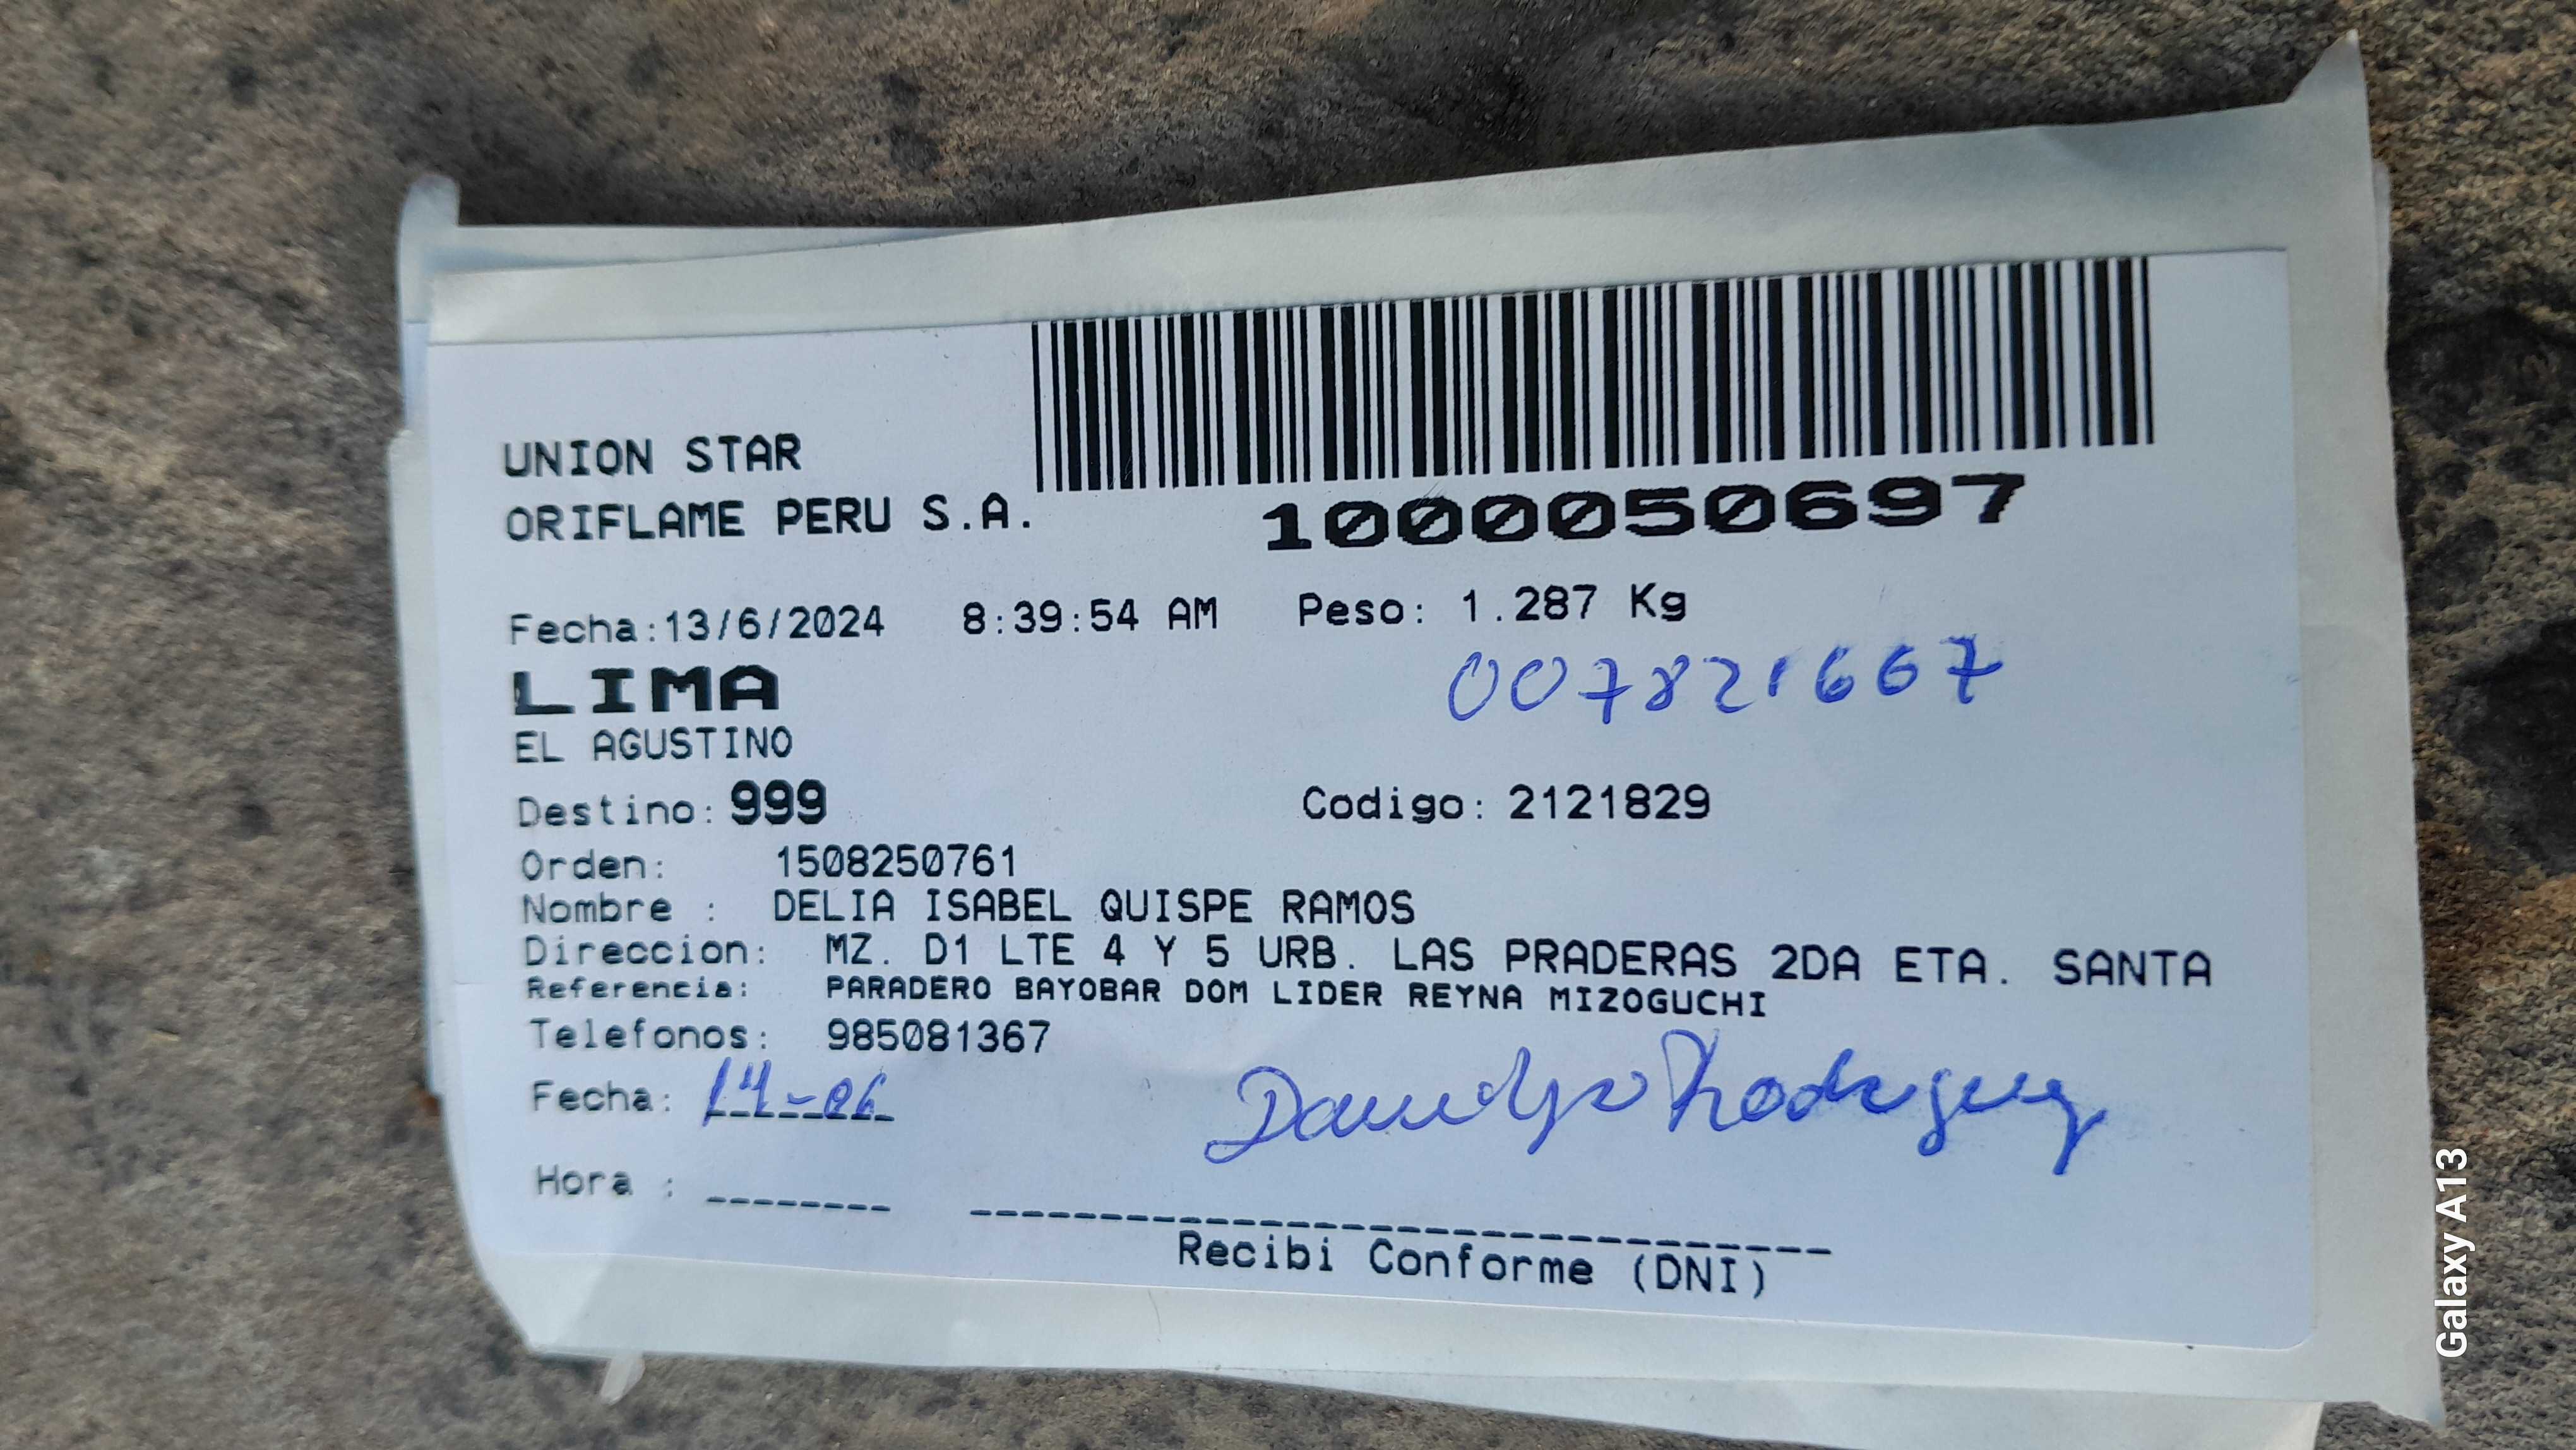 UNION STAR
ORIFLAME PERU S.A.
1000050697
Fecha:13/6/2024 8:39:54 AM Peso: 1.287 Kg
007821667
LIMA
EL AGUSTINO
Destino: 999 Codigo: 2121829
Orden: 1508250761
Nombre : DELIA ISABEL QUISPE RAMOS
Direccion: MZ. D1 LTE 4 Y 5 URB. LAS PRADERAS 2DA ETA. SANTA
Referencia: PARADERO BAYOBAR DOM LIDER REYNA MIZOGUCHI
Telefonos: 985081367
Fecha: 14-06
Rodriguez
Hora :
Recibi Conforme (DNI)
Galaxy A13